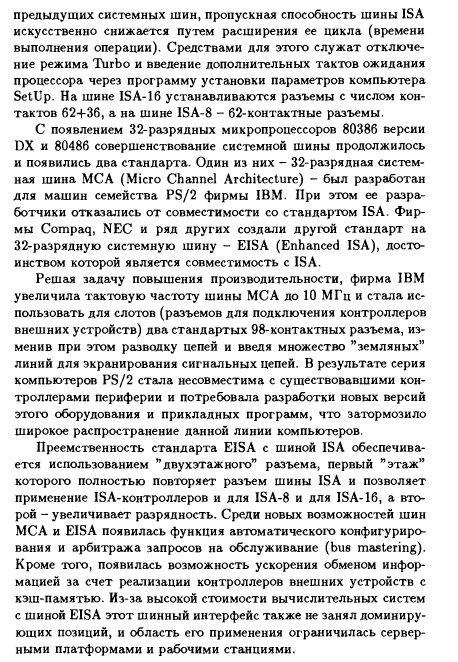 предыдущих системных шин, пропускная способность шины ISA
искусственно снижается путем расширения ее цикла (времени
выполнения операции). Средствами для этого служат отключе-
ние режима Turbo и введение дополнительных тактов ожидания
процессора через программу установки параметров компьютера
SetUp. На шине ISA-16 устанавливаются разъемы с числом кон-
тактов 62+36, а на шине ISA-8 – 62-контактные разъемы.
С появлением 32-разрядных микропроцессоров 80386 версии
DX и 80486 совершенствование системной шины продолжилось
и появились два стандарта. Один из них – 32-разрядная систем-
ная шина MCA (Micro Channel Architecture) – был разработан
для машин семейства PS/2 фирмы IBM. При этом ее разра-
ботчики отказались от совместимости со стандартом ISA. Фир-
мы Compaq, NEC и ряд других создали другой стандарт на
32-разрядную системную шину – EISA (Enhanced ISA), досто-
инством которой является совместимость с ISA.
Решая задачу повышения производительности, фирма IBM
увеличила тактовую частоту шины MCA до 10 МГц и стала ис-
пользовать для слотов (разъемов для подключения контроллеров
внешних устройств) два стандартых 98-контактных разъема, из-
менив при этом разводку цепей и введя множество "земляных"
линий для экранирования сигнальных цепей. В результате серия
компьютеров PS/2 стала несовместима с существовавшими кон-
троллерами периферии и потребовала разработки новых версий
этого оборудования и прикладных программ, что затормозило
широкое распространение данной линии компьютеров.
Преемственность стандарта EISA с шиной ISA обеспечива-
ется использованием "двухэтажного" разъема, первый "этаж"
которого полностью повторяет разъем шины ISA и позволяет
применение ISA-контроллеров и для ISA-8 и для ISA-16, а вто-
рой – увеличивает разрядность. Среди новых возможностей шин
MCA и EISA появилась функция автоматического конфигуриро-
вания и арбитража запросов на обслуживание (bus mastering).
Кроме того, появилась возможность ускорения обменом инфор-
мацией за счет реализации контроллеров внешних устройств с
кэш-памятью. Из-за высокой стоимости вычислительных систем
с шиной EISA этот шинный интерфейс также не занял доминиру-
ющих позиций, и область его применения ограничилась сервер-
ными платформами и рабочими станциями.